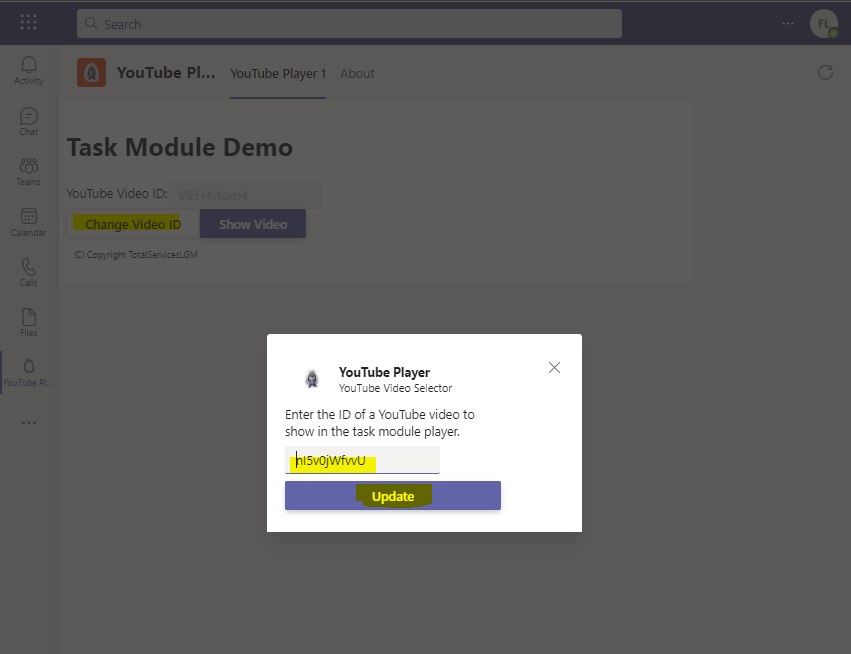 Search
FL
Activity
Chat
Teams
Calendar
Calls
Files
YouTube Pl...
YouTube Pl...
YouTube Player 1
About
Task Module Demo
YouTube Video ID:
Change Video ID
Show Video
(C) Copyright TotalServicesLGM
YouTube Player
YouTube Video Selector
Enter the ID of a YouTube video to
show in the task module player.
Update